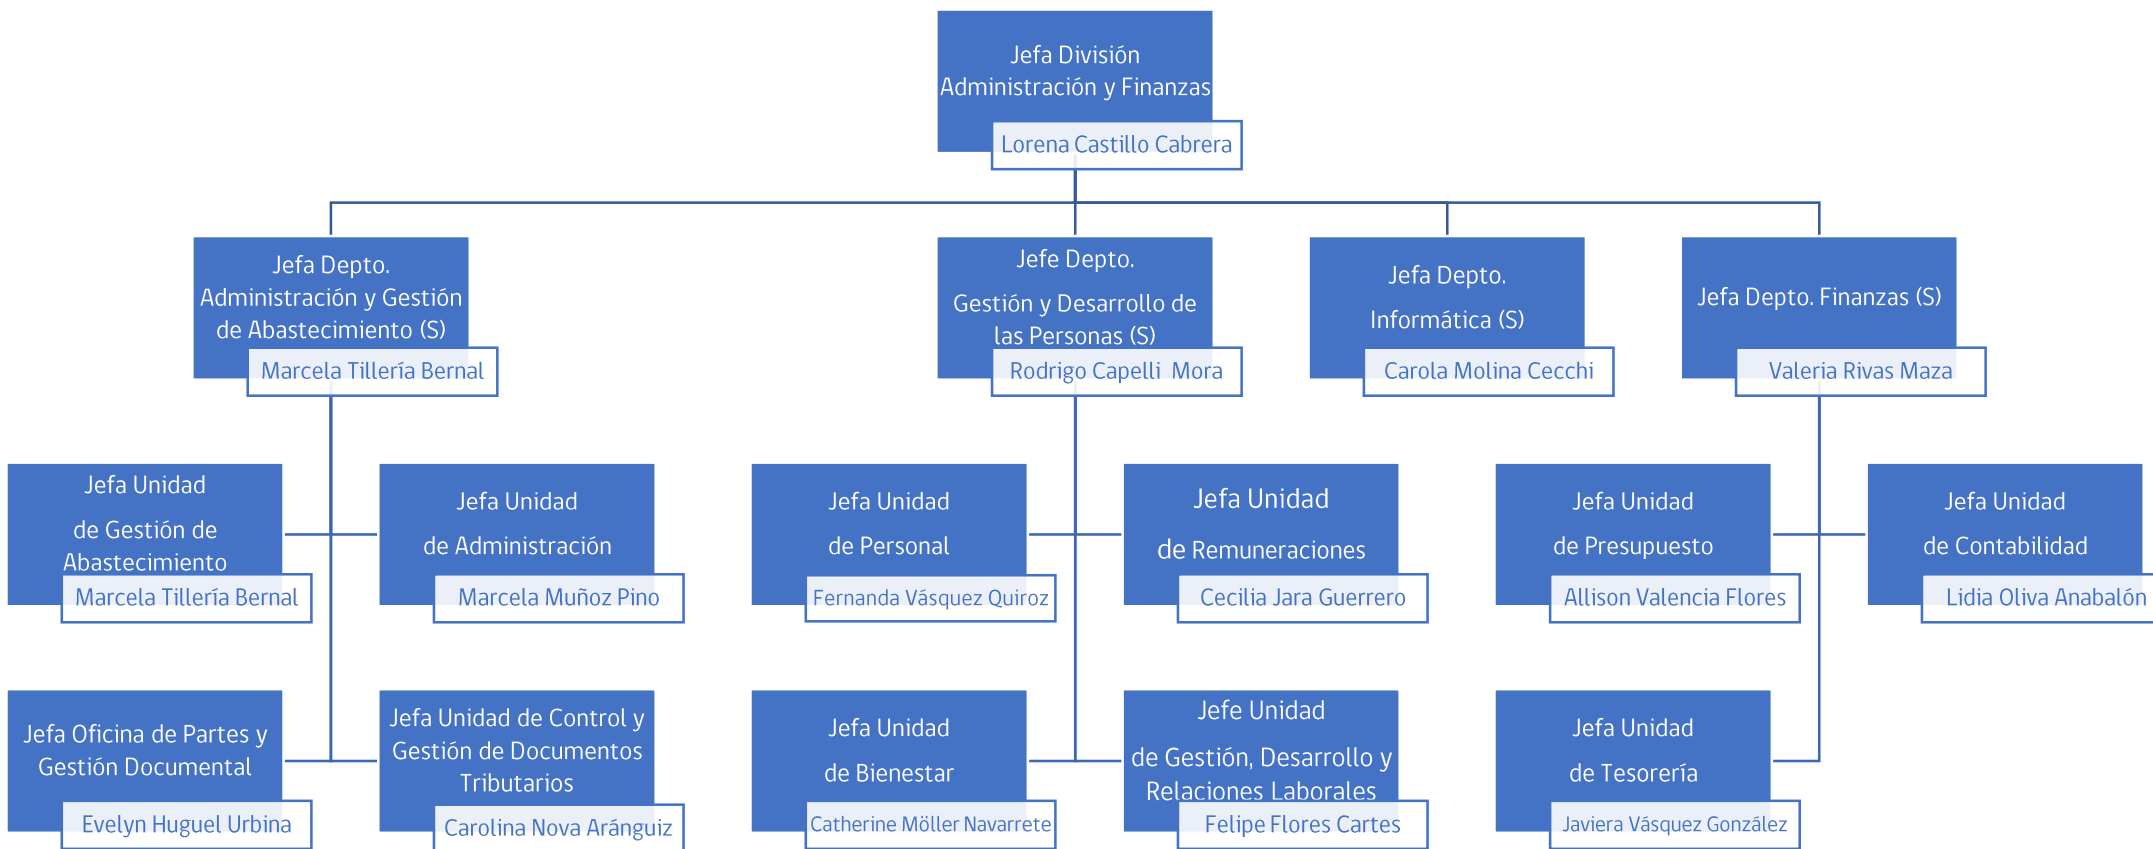 Jefa División
Administración y Finanzas
Lorena Castillo Cabrera
Jefa Depto.
Administración y Gestión
de Abastecimiento (S)
Marcela Tillería Bernal
Jefe Depto.
Gestión y Desarrollo de
las Personas (S)
Rodrigo Capelli Mora
Jefa Depto.
Informática (S)
Carola Molina Cecchi
Jefa Depto. Finanzas (S)
Valeria Rivas Maza
Jefa Unidad
de Gestión de
Abastecimiento
Marcela Tillería Bernal
Jefa Unidad
de Administración
Marcela Muñoz Pino
Jefa Unidad
de Personal
Fernanda Vásquez Quiroz
Jefa Unidad
de Remuneraciones
Cecilia Jara Guerrero
Jefa Unidad
de Presupuesto
Allison Valencia Flores
Jefa Unidad
de Contabilidad
Lidia Oliva Anabalón
Jefa Oficina de Partes y
Gestión Documental
Evelyn Huguel Urbina
Jefa Unidad de Control y
Gestión de Documentos
Tributarios
Carolina Nova Aránguiz
Jefa Unidad
de Bienestar
Catherine Möller Navarrete
Jefe Unidad
de Gestión, Desarrollo y
Relaciones Laborales
Felipe Flores Cartes
Jefa Unidad
de Tesorería
Javiera Vásquez González